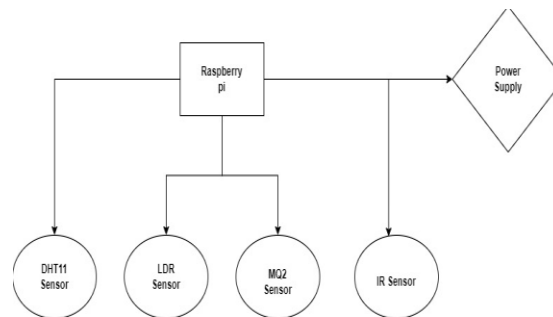 Raspberry
pi
Power
Supply
DHT11
Sensor
LDR
Sensor
MQ2
Sensor
IR Sensor